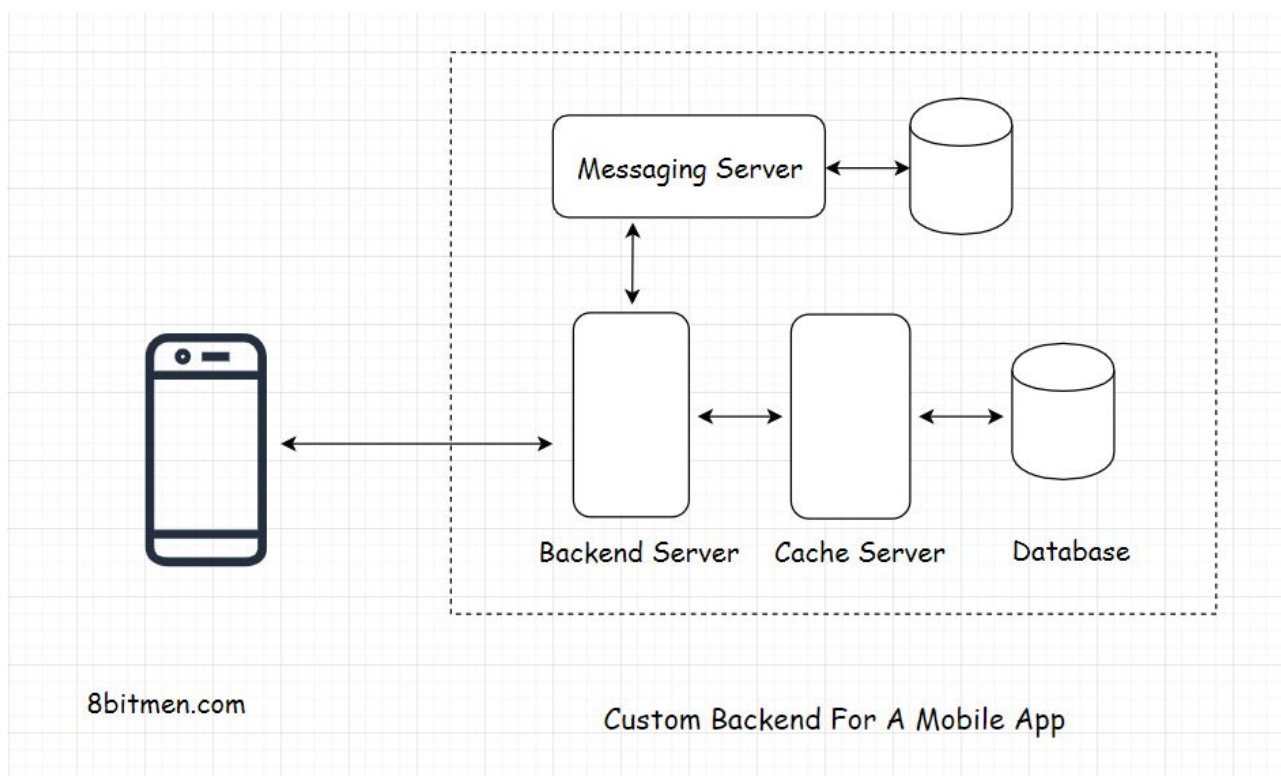 Messaging Server
Backend Server
Cache Server
Database
8bitmen.com
Custom Backend For A Mobile App